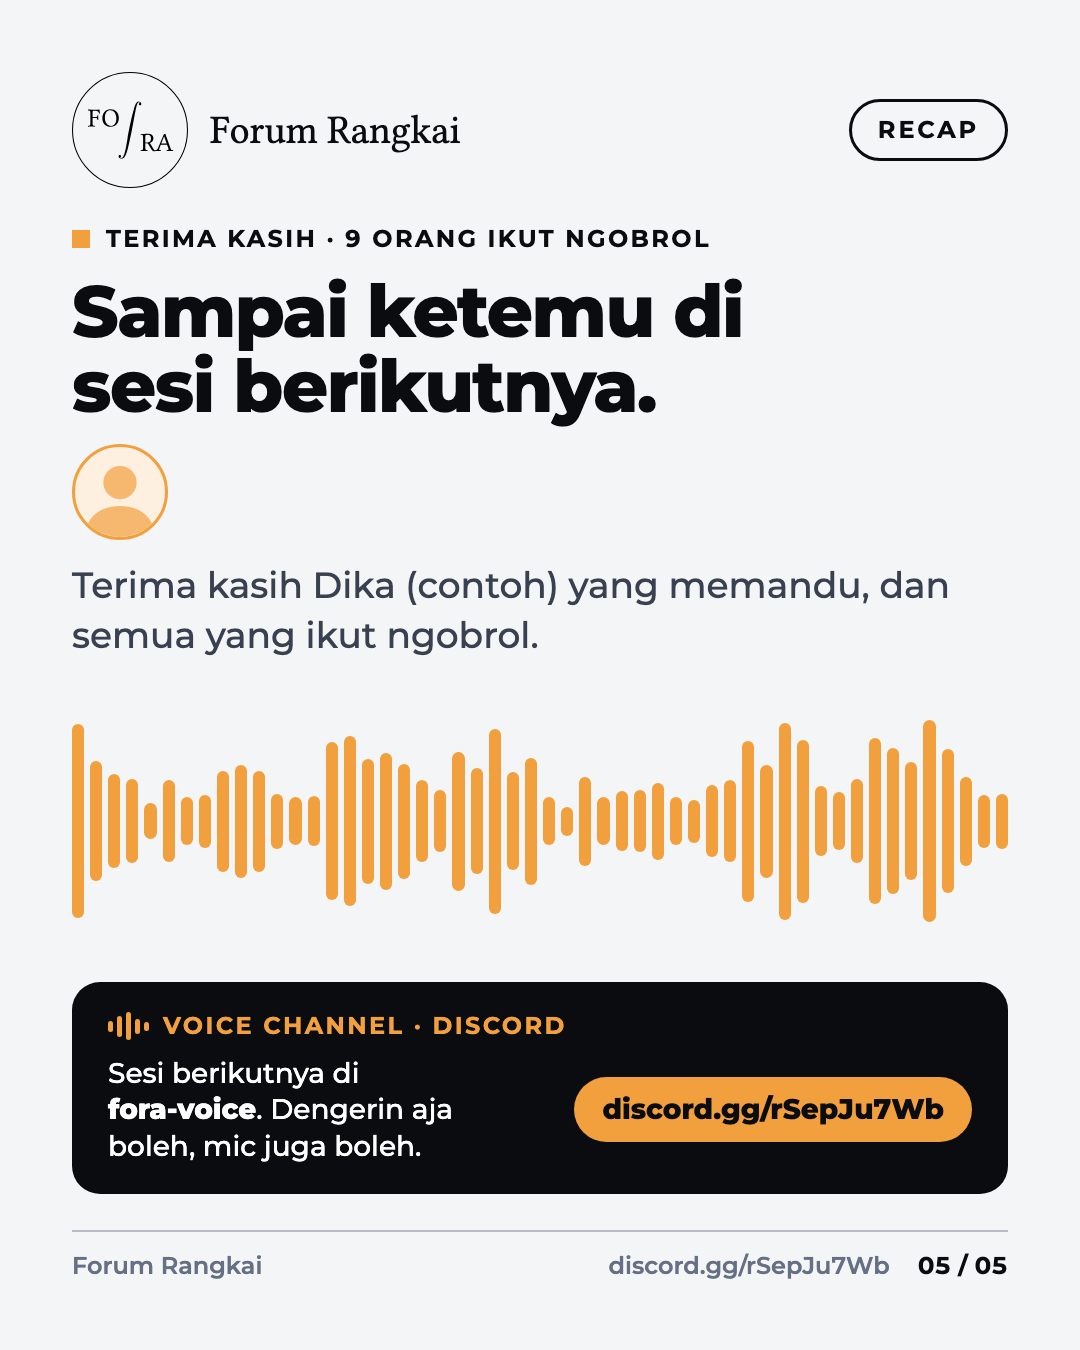 FO∫RA
Forum Rangkai
RECAP
TERIMA KASIH · 9 ORANG IKUT NGOBROL
Sampai ketemu di
sesi berikutnya.
Terima kasih Dika (contoh) yang memandu, dan
semua yang ikut ngobrol.
VOICE CHANNEL · DISCORD
Sesi berikutnya di
fora-voice. Dengerin aja
boleh, mic juga boleh.
discord.gg/rSepJu7Wb
Forum Rangkai
discord.gg/rSepJu7Wb
05 / 05